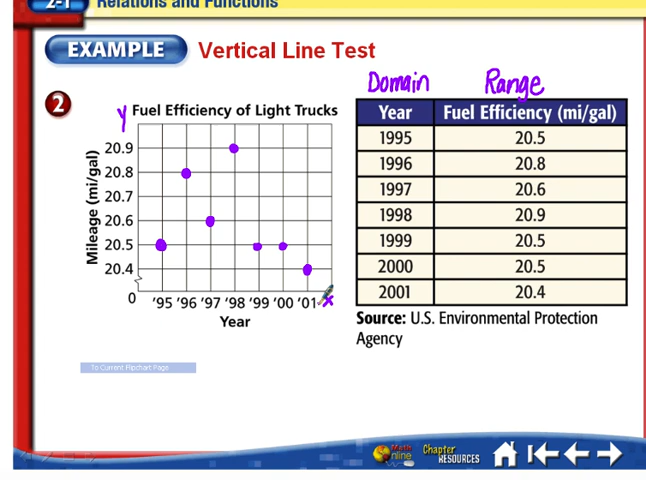 2-1 Relations and Functions
EXAMPLE Vertical Line Test
Domain Range
2
y Fuel Efficiency of Light Trucks
Mileage (mi/gal)
20.9
20.8
20.7
20.6
20.5
20.4
0 '95 '96 '97 '98 '99 '00 '01 x
Year
Year Fuel Efficiency (mi/gal)
1995 20.5
1996 20.8
1997 20.6
1998 20.9
1999 20.5
2000 20.5
2001 20.4
Source: U.S. Environmental Protection
Agency
To Current Flipchart Page
Math
Online
Chapter
RESOURCES